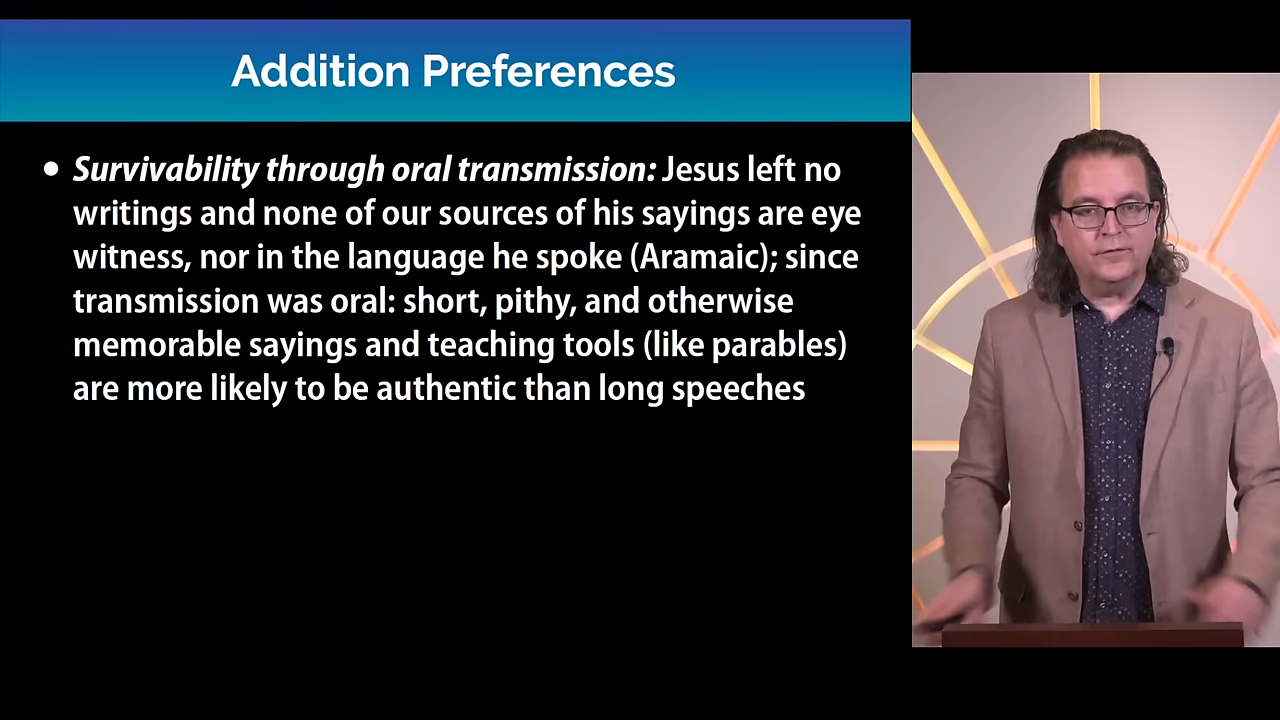 Addition Preferences
• Survivability through oral transmission: Jesus left no
writings and none of our sources of his sayings are eye
witness, nor in the language he spoke (Aramaic); since
transmission was oral: short, pithy, and otherwise
memorable sayings and teaching tools (like parables)
are more likely to be authentic than long speeches